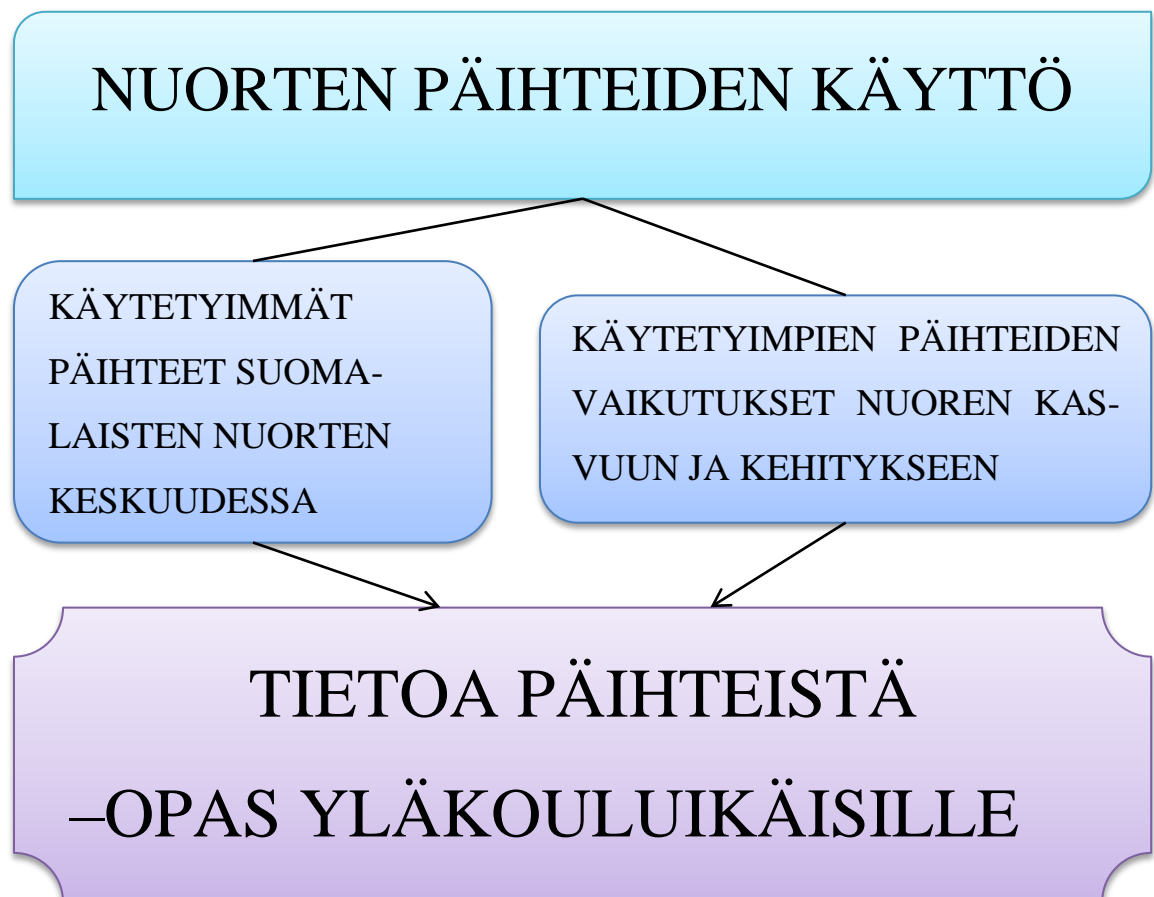 NUORTEN PÄIHTEIDEN KÄYTTÖ
KÄYTETYIMMÄT
PÄIHTEET SUOMA-
LAISTEN NUORTEN
KESKUUDESSA
KÄYTETYIMPIEN PÄIHTEIDEN
VAIKUTUKSET NUOREN KAS-
VUUN JA KEHITYKSEEN
TIETOA PÄIHTEISTÄ
–OPAS YLÄKOULUIKÄISILLE